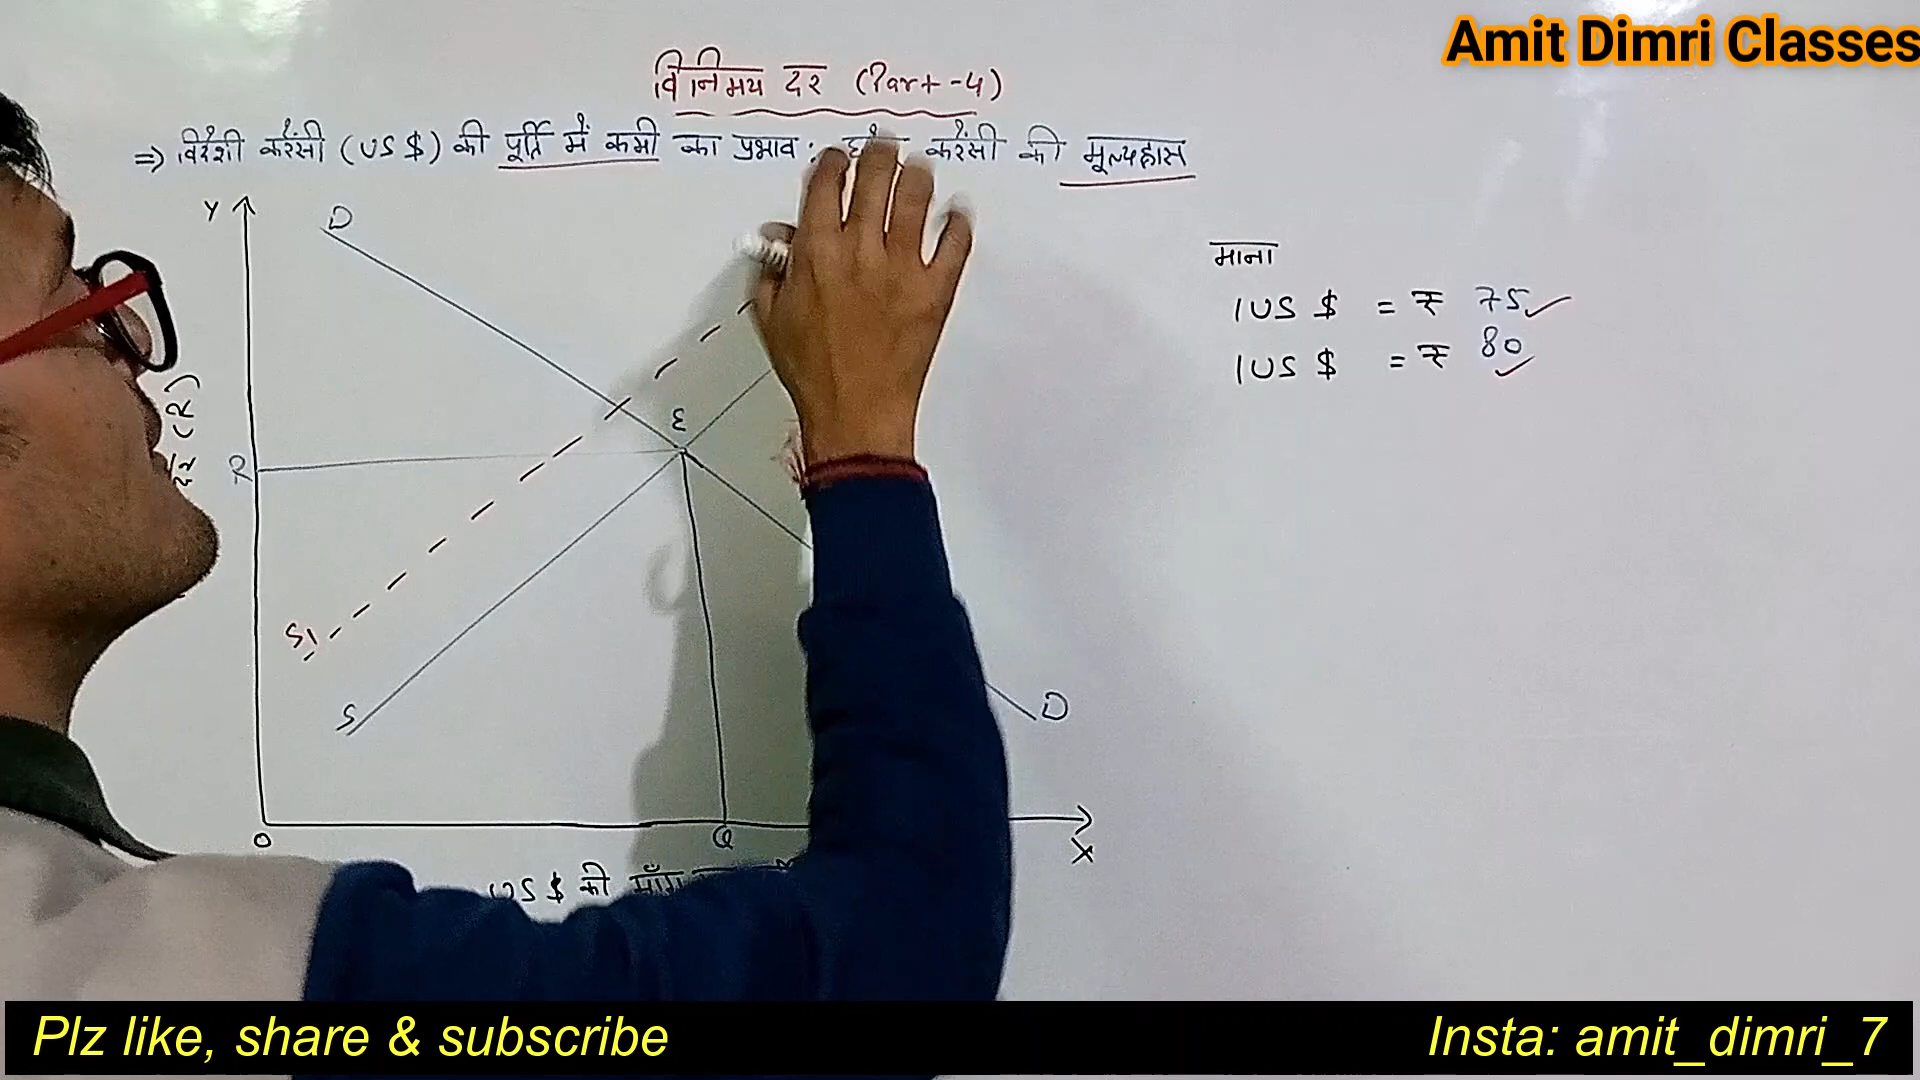 Amit Dimri Classes
विनिमय दर (Part-4)
⇒ विदेशी करेंसी (US $) की पूर्ति में कमी का प्रभाव: करेंसी की मूल्यह्रास
Y
D
माना
1 US $ = ₹ 75 ✓
1 US $ = ₹ 80 ✓
दर (R)
E
R
S1
S
D
O
Q
X
US $ की माँग
Plz like, share & subscribe
Insta: amit_dimri_7